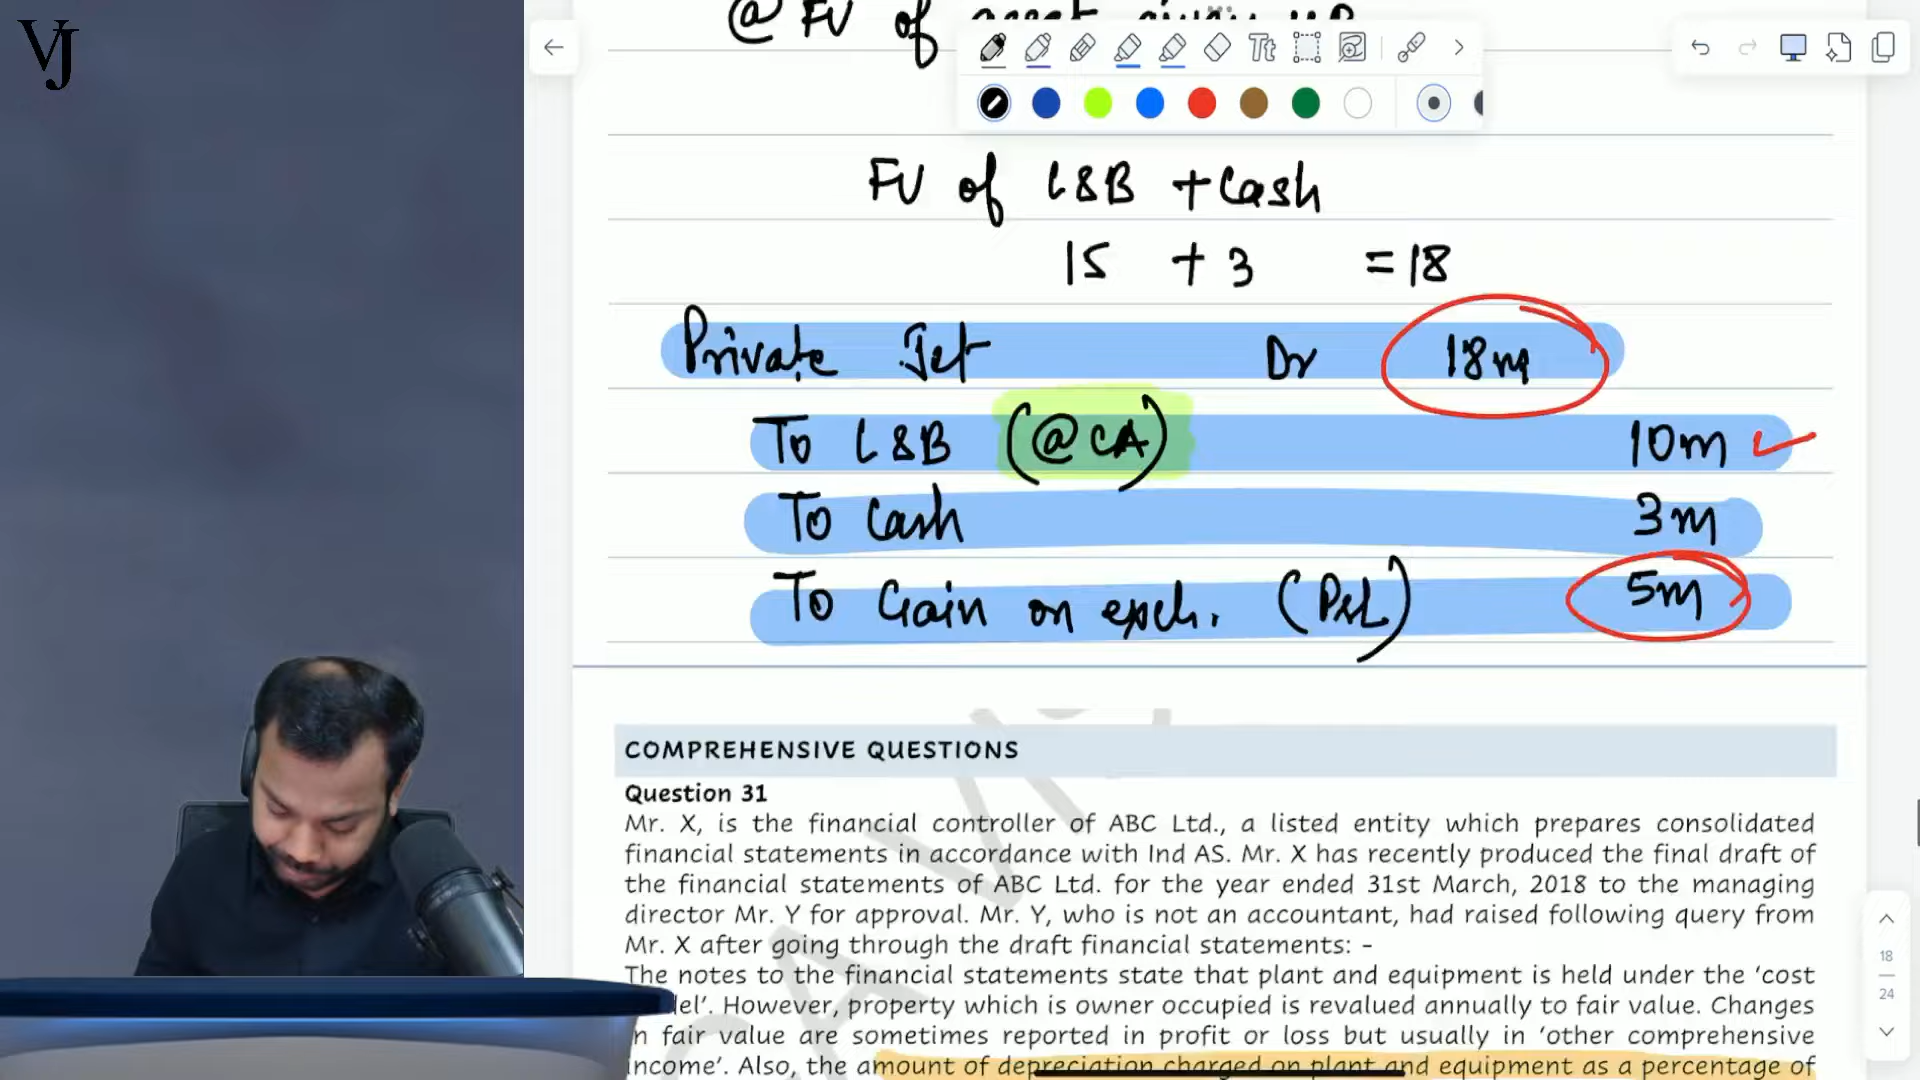 VJ
@ FV of asset given up
FV of L&B + Cash
15 + 3 = 18
Private Jet Dr 18m
To L&B (@CA) 10m
To Cash 3m
To Gain on exch. (P&L) 5m
COMPREHENSIVE QUESTIONS
Question 31
Mr. X, is the financial controller of ABC Ltd., a listed entity which prepares consolidated
financial statements in accordance with Ind AS. Mr. X has recently produced the final draft of
the financial statements of ABC Ltd. for the year ended 31st March, 2018 to the managing
director Mr. Y for approval. Mr. Y, who is not an accountant, had raised following query from
Mr. X after going through the draft financial statements: -
The notes to the financial statements state that plant and equipment is held under the ‘cost
del’. However, property which is owner occupied is revalued annually to fair value. Changes
n fair value are sometimes reported in profit or loss but usually in ‘other comprehensive
income’. Also, the amount of depreciation charged on plant and equipment as a percentage of
Tt
18
24